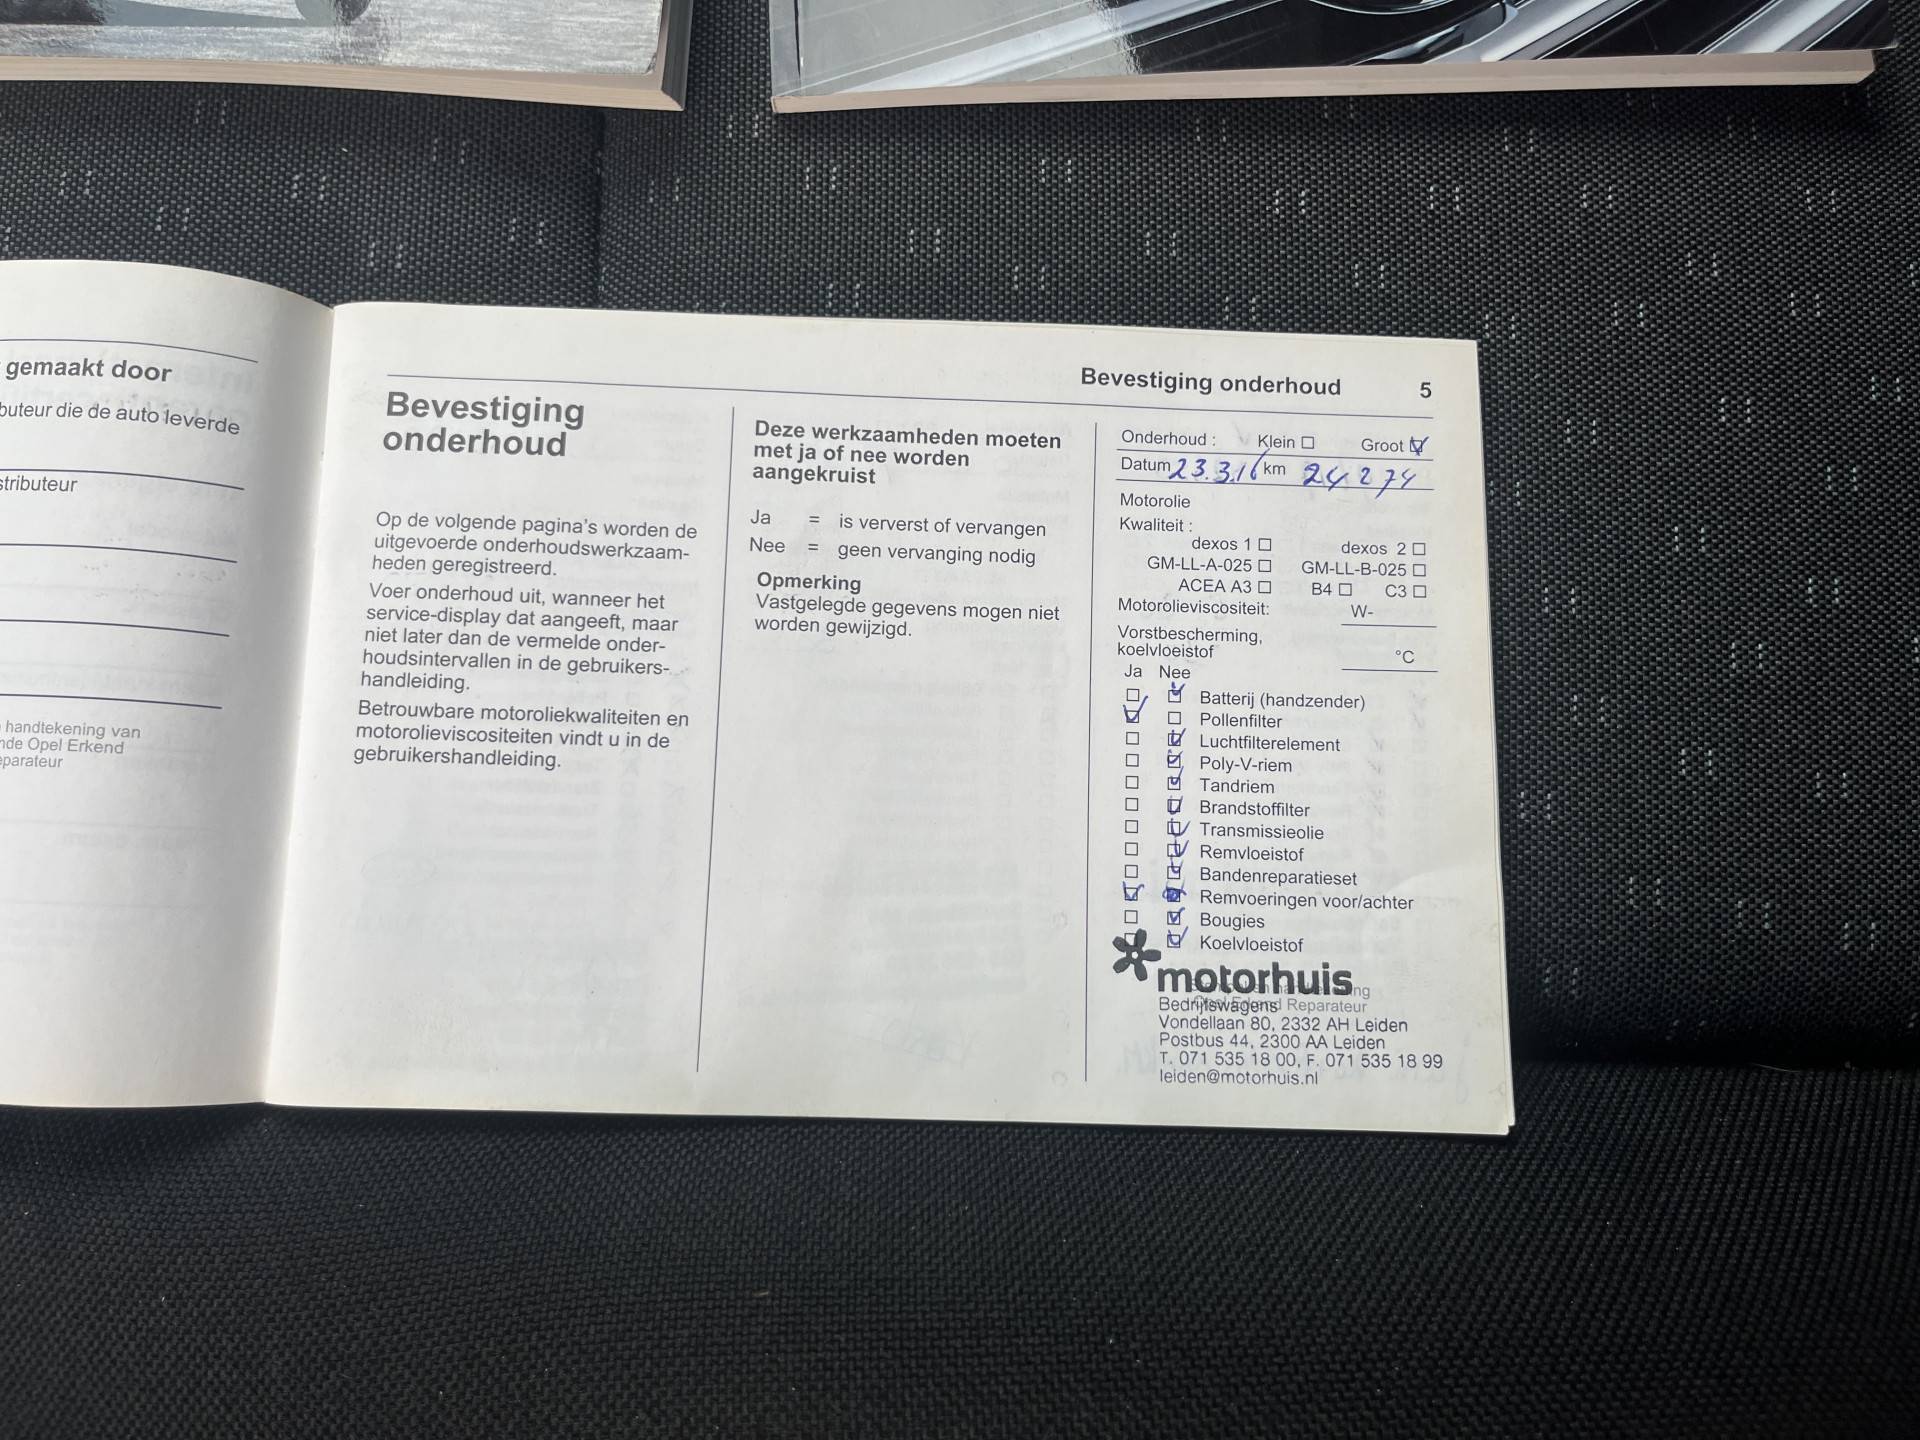 gemaakt door
buteur die de auto leverde
stributeur
handtekening van
nde Opel Erkend
eparateur
Bevestiging onderhoud 5
Bevestiging
onderhoud
Op de volgende pagina's worden de
uitgevoerde onderhoudswerkzaam-
heden geregistreerd.
Voer onderhoud uit, wanneer het
service-display dat aangeeft, maar
niet later dan de vermelde onder-
houdsintervallen in de gebruikers-
handleiding.
Betrouwbare motoroliekwaliteiten en
motorolieviscositeiten vindt u in de
gebruikershandleiding.
Deze werkzaamheden moeten
met ja of nee worden
aangekruist
Ja = is ververst of vervangen
Nee = geen vervanging nodig
Opmerking
Vastgelegde gegevens mogen niet
worden gewijzigd.
Onderhoud : Klein ☐ Groot ☑
Datum 23.3.16 km 24 274
Motorolie
Kwaliteit :
dexos 1 ☐ dexos 2 ☐
GM-LL-A-025 ☐ GM-LL-B-025 ☐
ACEA A3 ☐ B4 ☐ C3 ☐
Motorolieviscositeit: W-
Vorstbescherming,
koelvloeistof °C
Ja Nee
☐ ☑ Batterij (handzender)
☑ ☐ Pollenfilter
☐ ☑ Luchtfilterelement
☐ ☑ Poly-V-riem
☐ ☑ Tandriem
☐ ☑ Brandstoffilter
☐ ☑ Transmissieolie
☐ ☑ Remvloeistof
☐ ☑ Bandenreparatieset
☑ ☑ Remvoeringen voor/achter
☐ ☑ Bougies
☐ ☑ Koelvloeistof
motorhuis
Bedrijfswagens Reparateur
Vondellaan 80, 2332 AH Leiden
Postbus 44, 2300 AA Leiden
T. 071 535 18 00, F. 071 535 18 99
leiden@motorhuis.nl